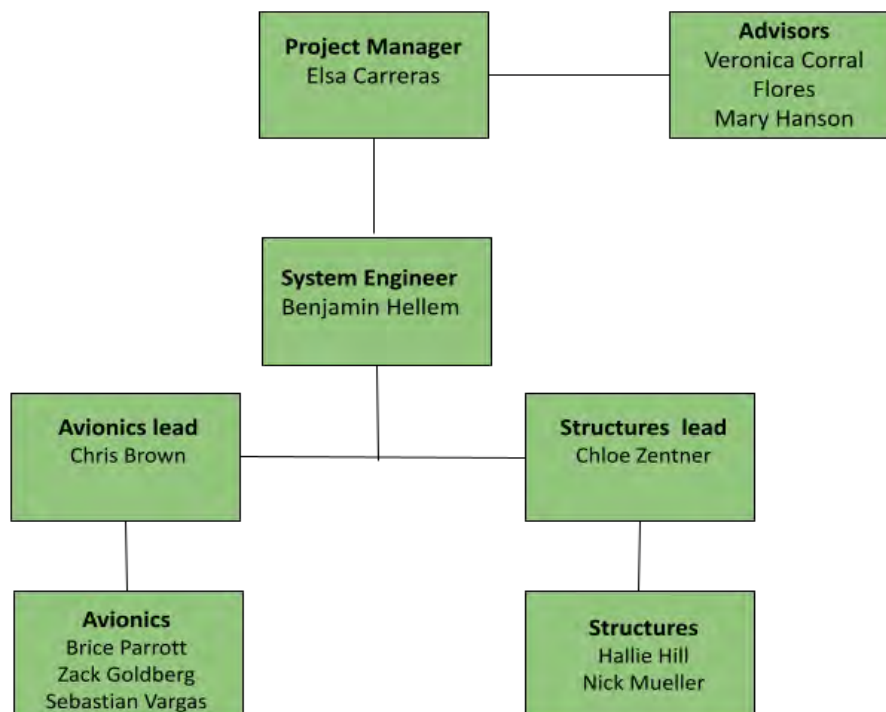 Project Manager
Elsa Carreras
Advisors
Veronica Corral
Flores
Mary Hanson
System Engineer
Benjamin Hellem
Avionics lead
Chris Brown
Structures lead
Chloe Zentner
Avionics
Brice Parrott
Zack Goldberg
Sebastian Vargas
Structures
Hallie Hill
Nick Mueller